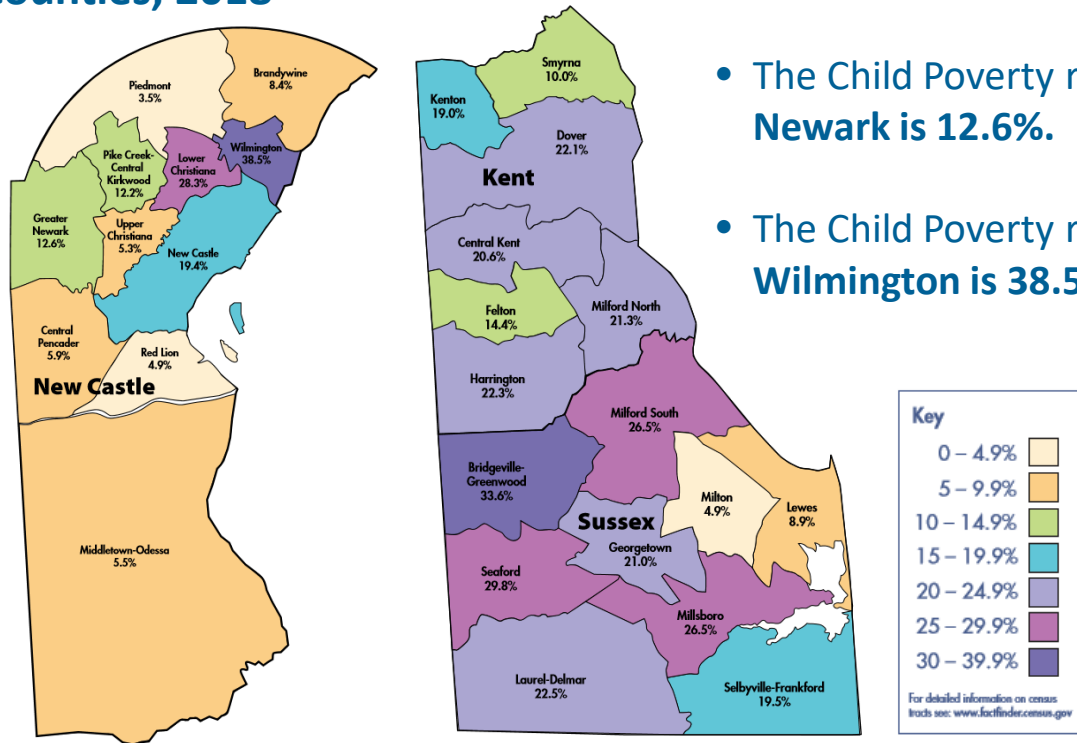 Piedmont
3.5%
Brandywine
8.4%
Pike Creek-
Central
Kirkwood
12.2%
Lower
Christiana
28.3%
Wilmington
38.5%
Greater
Newark
12.6%
Upper
Christiana
5.3%
New Castle
19.4%
Central
Pencader
5.9%
Red Lion
4.9%
New Castle
Middletown-Odessa
5.5%
Smyrna
10.0%
Kenton
19.0%
Dover
22.1%
Kent
Central Kent
20.6%
Felton
14.4%
Milford North
21.3%
Harrington
22.3%
Milford South
26.5%
Bridgeville-
Greenwood
33.6%
Milton
4.9%
Lewes
8.9%
Sussex
Georgetown
21.0%
Seaford
29.8%
Millsboro
26.5%
Laurel-Delmar
22.5%
Selbyville-Frankford
19.5%
• The Child Poverty
Newark is 12.6%.
• The Child Poverty
Wilmington is 38.5
Key
0 – 4.9%
5 – 9.9%
10 – 14.9%
15 – 19.9%
20 – 24.9%
25 – 29.9%
30 – 39.9%
For detailed information on census
tracts see: www.factfinder.census.gov